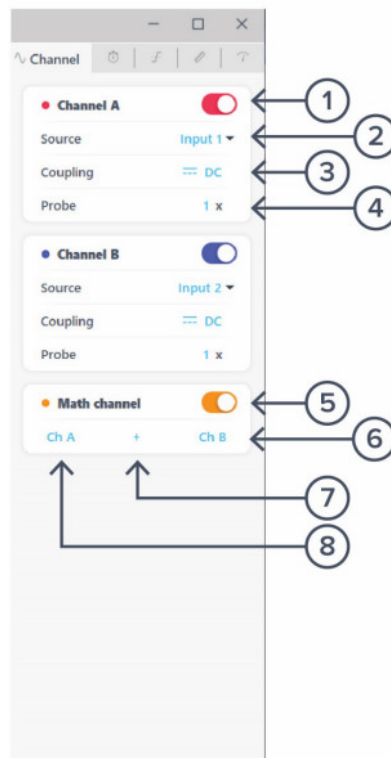 Channel
Channel A
1
Source Input 1
2
Coupling DC
3
Probe 1 x
4
Channel B
Source Input 2
Coupling DC
Probe 1 x
Math channel
5
Ch A + Ch B
6
7
8